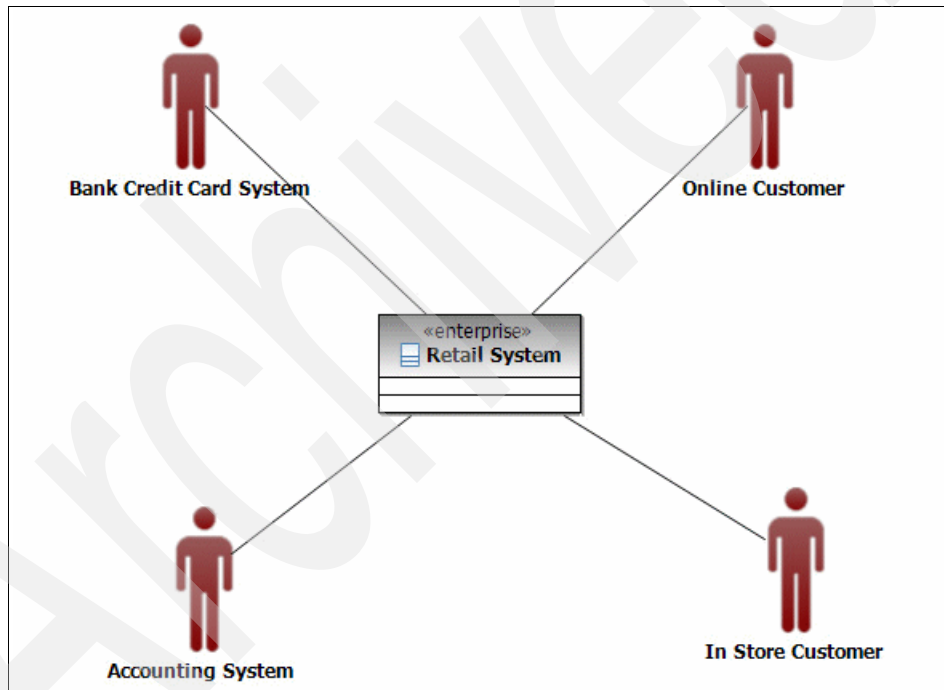 Bank Credit Card System
Online Customer
«enterprise»
Retail System
Accounting System
In Store Customer
Archived